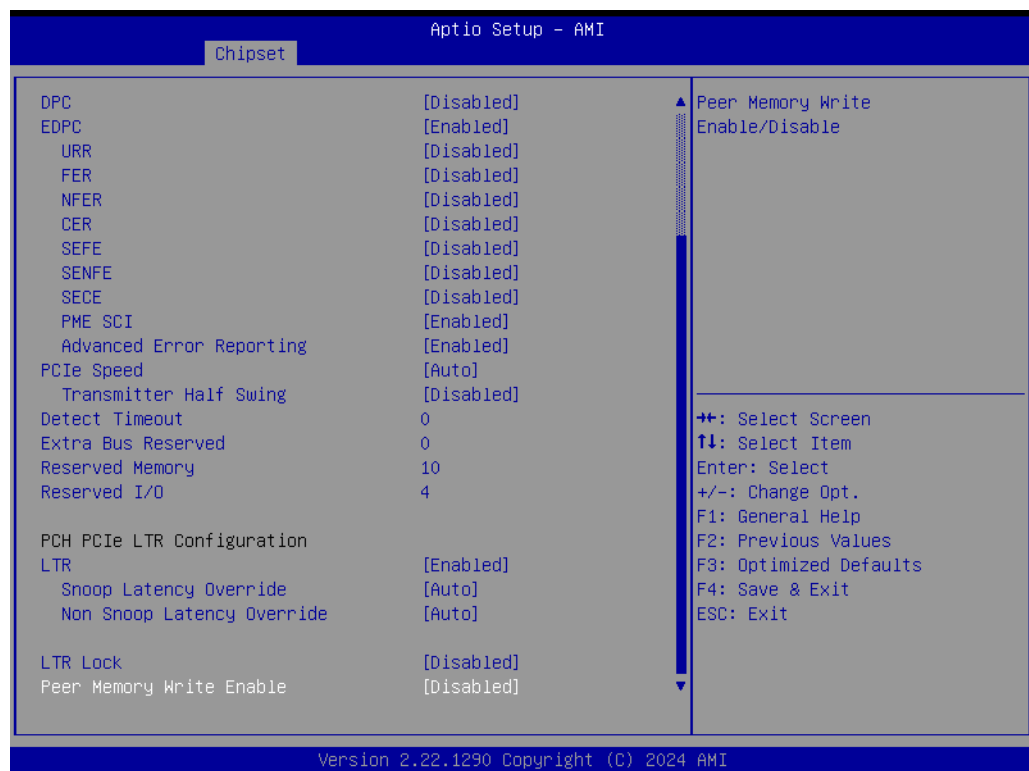 Aptio Setup – AMI
Chipset
DPC [Disabled]
EDPC [Enabled]
URR [Disabled]
FER [Disabled]
NFER [Disabled]
CER [Disabled]
SEFE [Disabled]
SENFE [Disabled]
SECE [Disabled]
PME SCI [Enabled]
Advanced Error Reporting [Enabled]
PCIe Speed [Auto]
Transmitter Half Swing [Disabled]
Detect Timeout 0
Extra Bus Reserved 0
Reserved Memory 10
Reserved I/O 4
PCH PCIe LTR Configuration
LTR [Enabled]
Snoop Latency Override [Auto]
Non Snoop Latency Override [Auto]
LTR Lock [Disabled]
Peer Memory Write Enable [Disabled]
Peer Memory Write
Enable/Disable
→←: Select Screen
↑↓: Select Item
Enter: Select
+/-: Change Opt.
F1: General Help
F2: Previous Values
F3: Optimized Defaults
F4: Save & Exit
ESC: Exit
Version 2.22.1290 Copyright (C) 2024 AMI